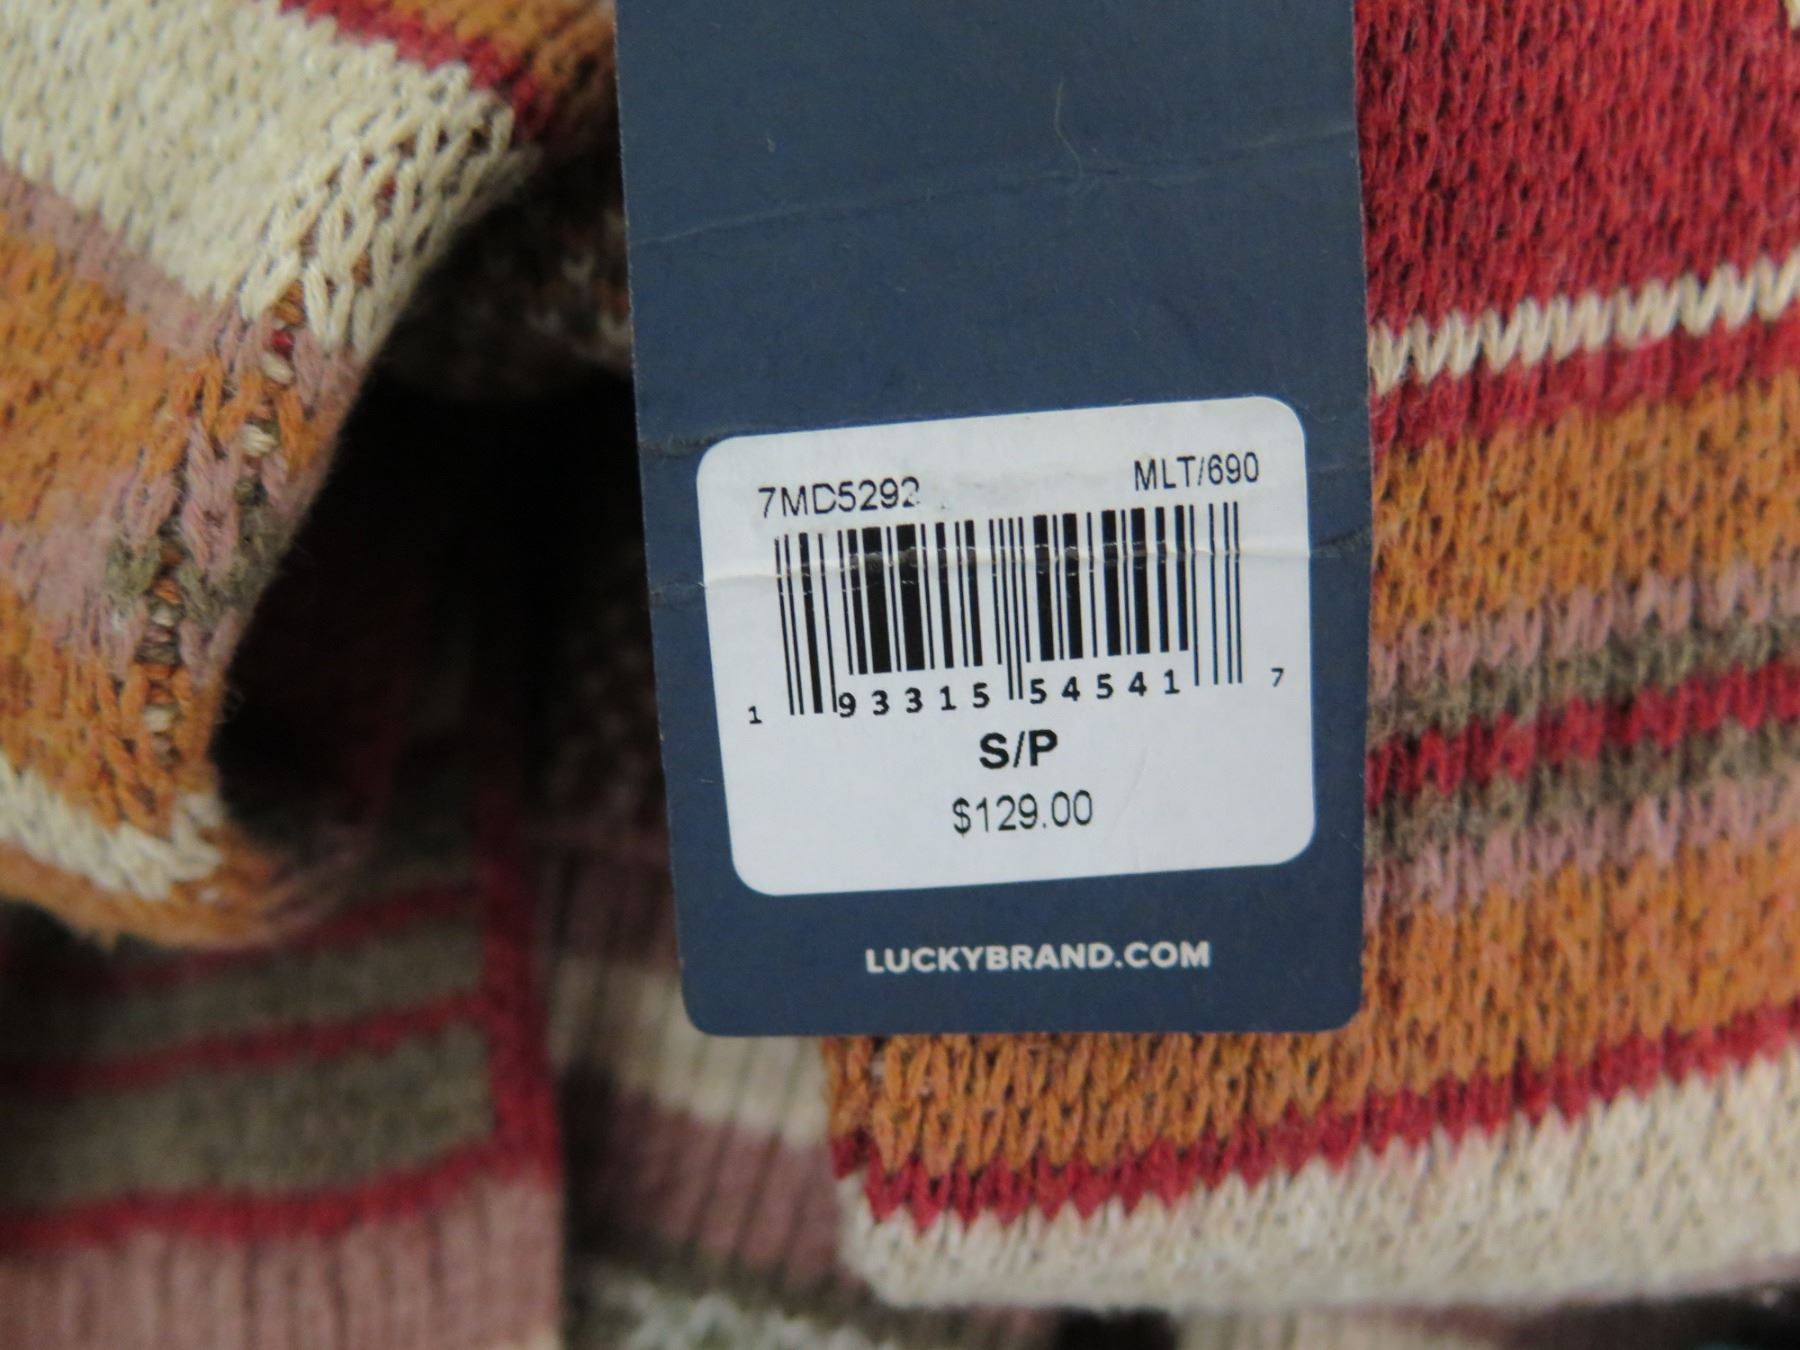 7MD5292 MLT/690
1 93315 54541 7
S/P
$129.00
LUCKYBRAND.COM